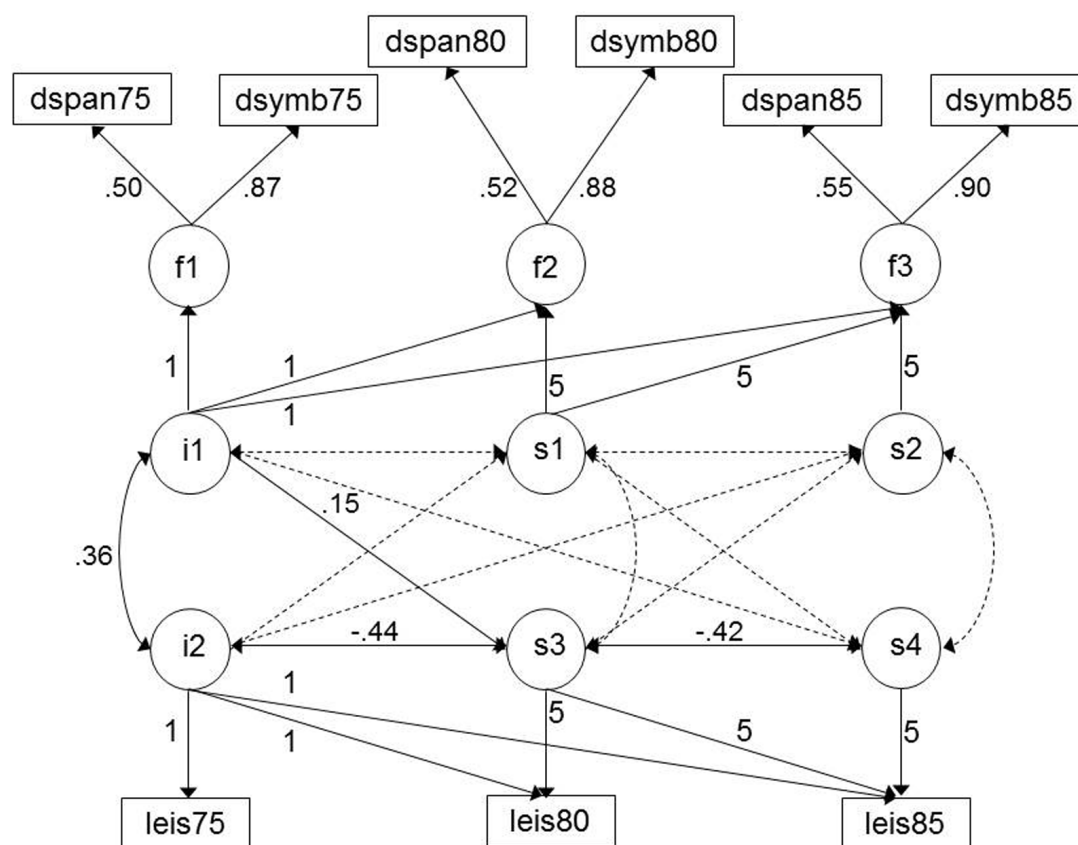 dspan80 dsymb80
dspan75 dsymb75 dspan85 dsymb85
.50 .87 .52 .88 .55 .90
f1 f2 f3
1 1 5 5 5
1
i1 s1 s2
.15
.36
i2 -.44 s3 -.42 s4
1 5
1 1 5 5
leis75 leis80 leis85